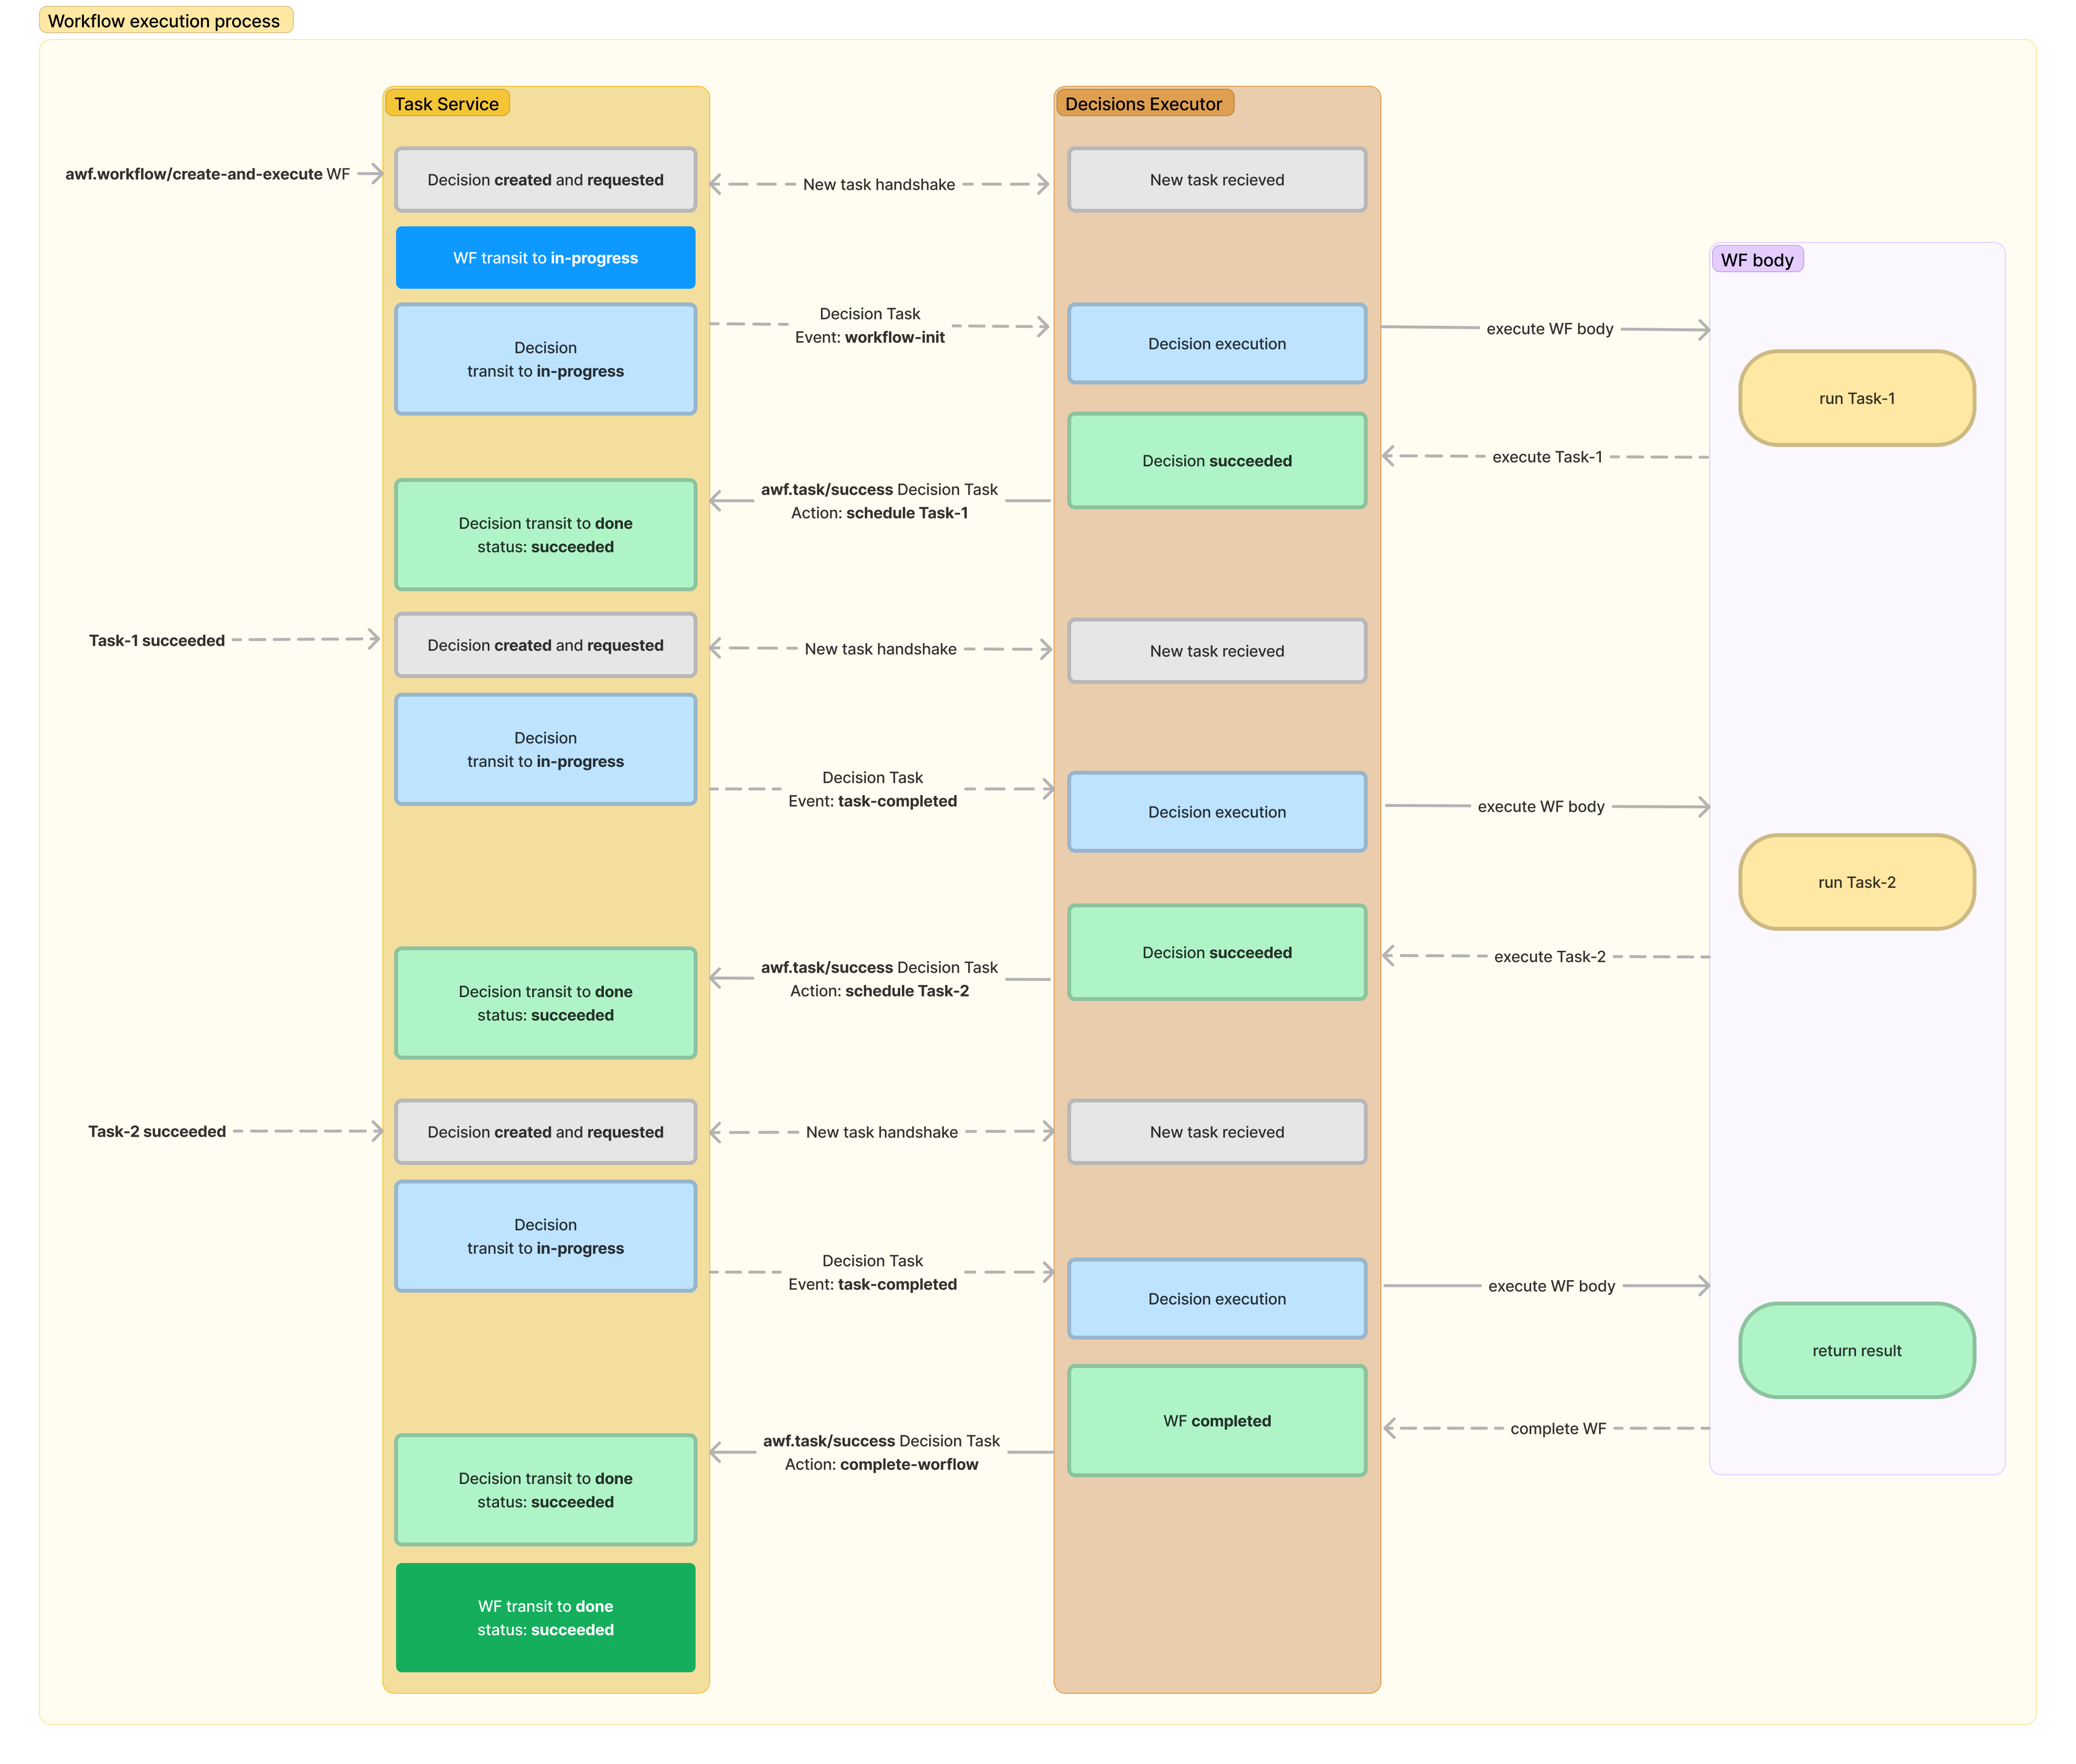 Workflow execution process
Task Service
Decisions Executor
awf.workflow/create-and-execute WF
Decision created and requested
New task handshake
New task recieved
WF transit to in-progress
WF body
Decision
transit to in-progress
Decision Task
Event: workflow-init
Decision execution
execute WF body
run Task-1
Decision succeeded
execute Task-1
awf.task/success Decision Task
Action: schedule Task-1
Decision transit to done
status: succeeded
Task-1 succeeded
Decision created and requested
New task handshake
New task recieved
Decision
transit to in-progress
Decision Task
Event: task-completed
Decision execution
execute WF body
run Task-2
Decision succeeded
execute Task-2
awf.task/success Decision Task
Action: schedule Task-2
Decision transit to done
status: succeeded
Task-2 succeeded
Decision created and requested
New task handshake
New task recieved
Decision
transit to in-progress
Decision Task
Event: task-completed
Decision execution
execute WF body
return result
WF completed
complete WF
awf.task/success Decision Task
Action: complete-worflow
Decision transit to done
status: succeeded
WF transit to done
status: succeeded